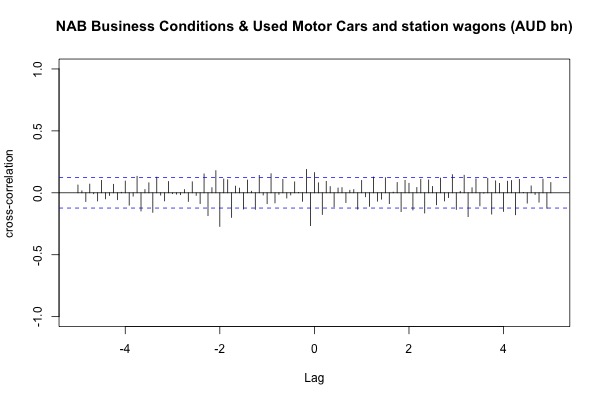 NAB Business Conditions & Used Motor Cars and station wagons (AUD bn)
1.0
0.5
0.0
-0.5
-1.0
cross-correlation
-4 -2 0 2 4
Lag